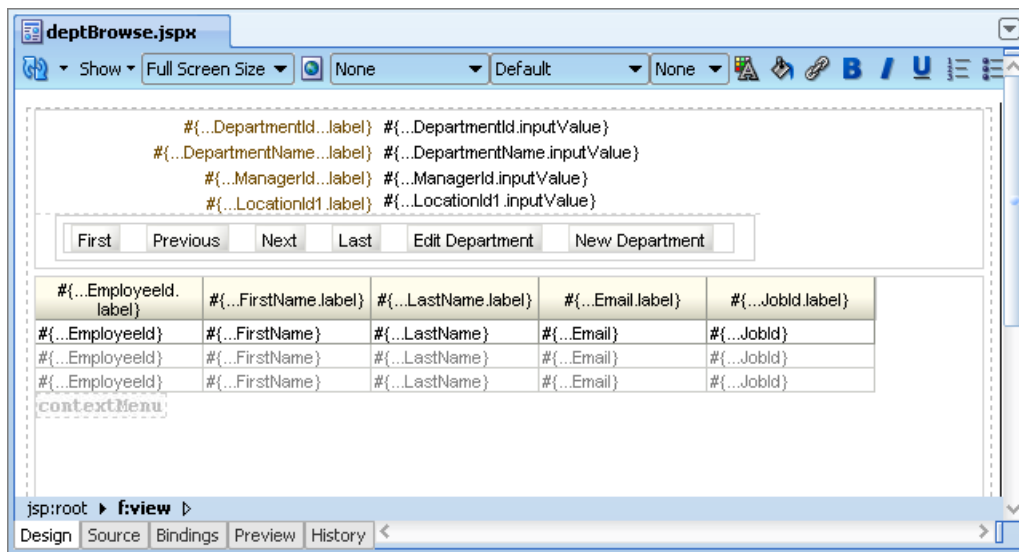 deptBrowse.jspx
Show Full Screen Size None Default None B I U
#{...DepartmentId...label} #{...DepartmentId.inputValue}
#{...DepartmentName...label} #{...DepartmentName.inputValue}
#{...ManagerId...label} #{...ManagerId.inputValue}
#{...LocationId1.label} #{...LocationId1.inputValue}
First Previous Next Last Edit Department New Department
#{...EmployeeId.
label} #{...FirstName.label} #{...LastName.label} #{...Email.label} #{...JobId.label}
#{...EmployeeId} #{...FirstName} #{...LastName} #{...Email} #{...JobId}
#{...EmployeeId} #{...FirstName} #{...LastName} #{...Email} #{...JobId}
#{...EmployeeId} #{...FirstName} #{...LastName} #{...Email} #{...JobId}
contextMenu
jsp:root f:view
Design Source Bindings Preview History